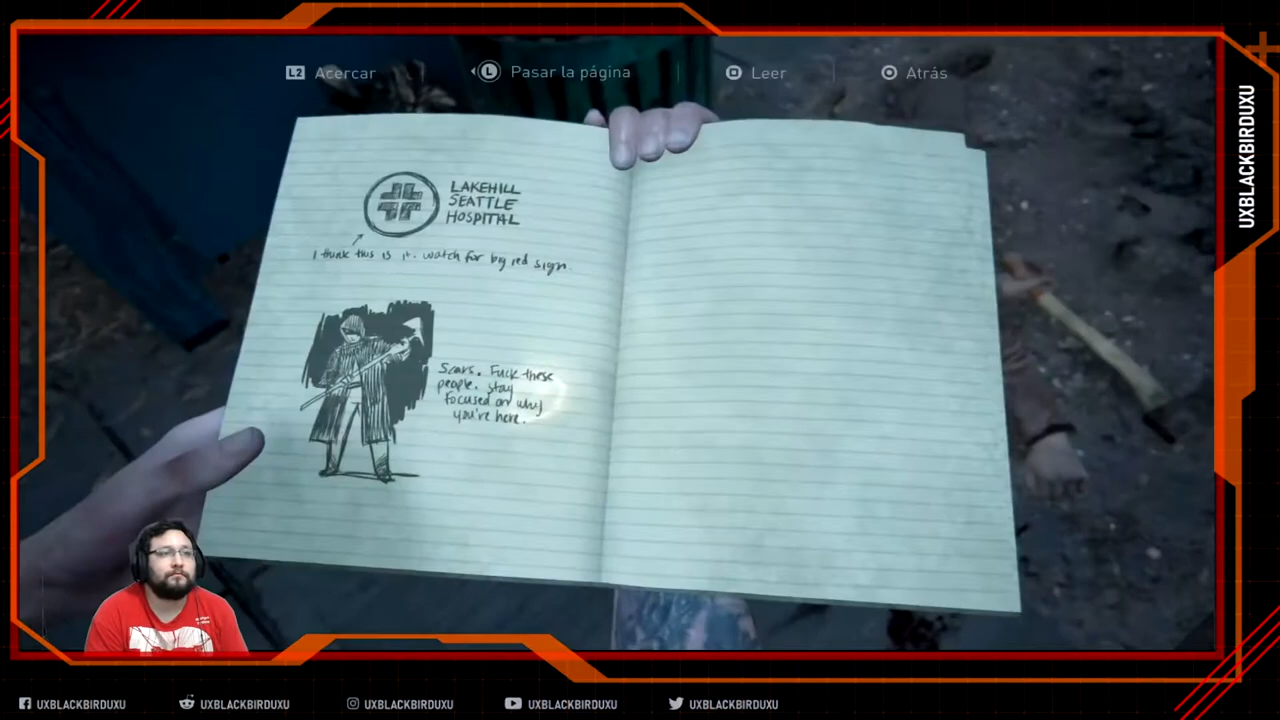 L2 Acercar
L Pasar la página
Leer
Atrás
UXBLACKBIRDUXU
LAKEHILL
SEATTLE
HOSPITAL
I think this is it. watch for big red sign.
Scars. Fuck these
people. stay
focused on why
you're here.
UXBLACKBIRDUXU
UXBLACKBIRDUXU
UXBLACKBIRDUXU
UXBLACKBIRDUXU
UXBLACKBIRDUXU